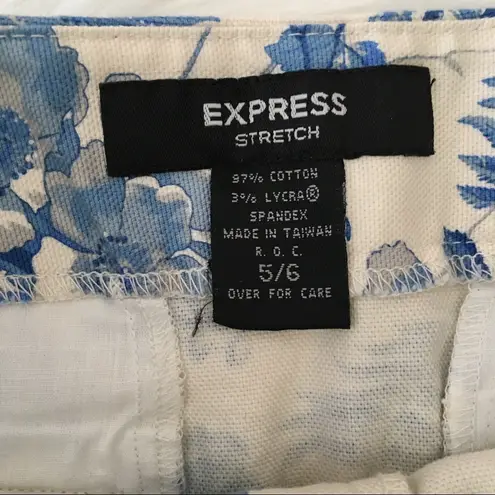 EXPRESS
STRETCH
97% COTTON
3% LYCRA®
SPANDEX
MADE IN TAIWAN
R. O. C.
5/6
OVER FOR CARE